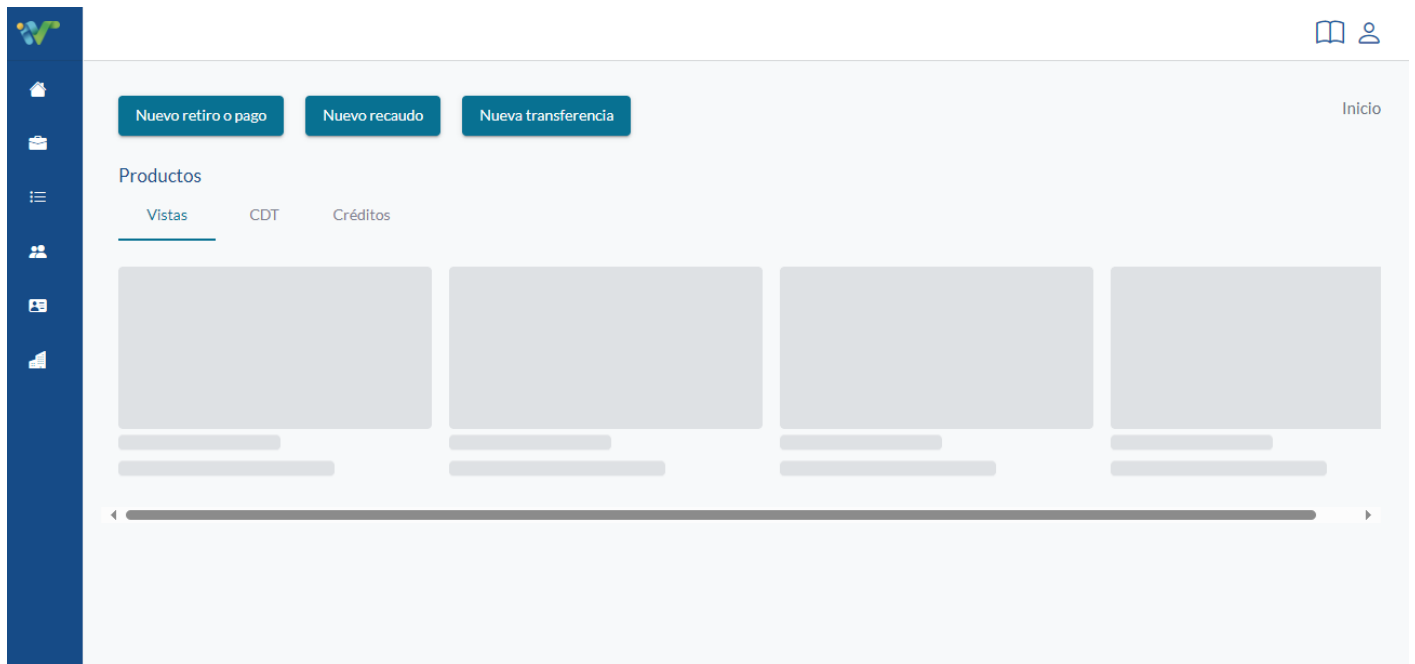 Nuevo retiro o pago Nuevo recaudo Nueva transferencia Inicio
Productos
Vistas CDT Créditos